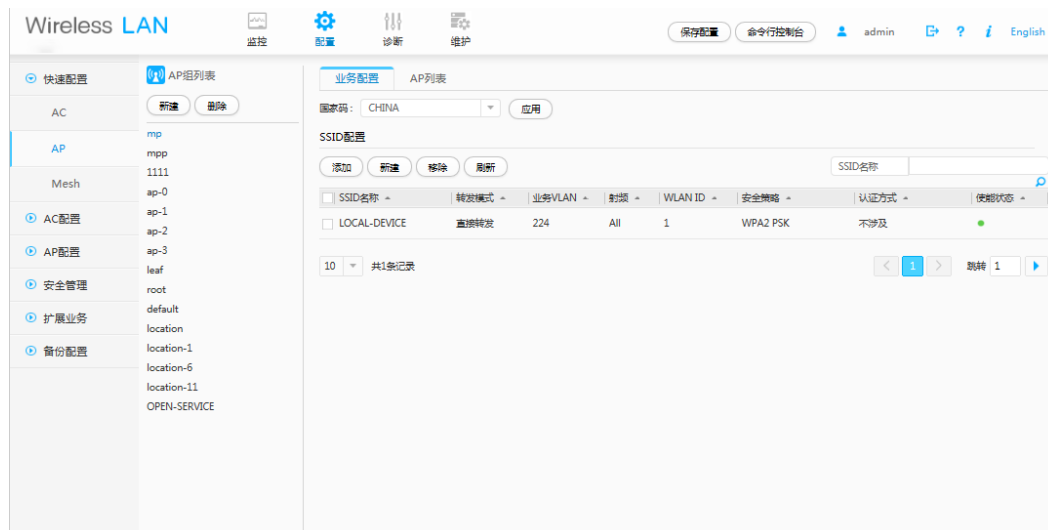 Wireless LAN
监控
配置
诊断
维护
保存配置
命令行控制台
admin
?
i
English
快速配置
AC
AP
Mesh
AC配置
AP配置
安全管理
扩展业务
备份配置
AP组列表
新建
删除
mp
mpp
1111
ap-0
ap-1
ap-2
ap-3
leaf
root
default
location
location-1
location-6
location-11
OPEN-SERVICE
业务配置
AP列表
国家码: CHINA
应用
SSID配置
添加
新建
移除
刷新
SSID名称
SSID名称 转发模式 业务VLAN 射频 WLAN ID 安全策略 认证方式 使能状态
LOCAL-DEVICE 直接转发 224 All 1 WPA2 PSK 不涉及
10 共1条记录
< 1 > 跳转 1